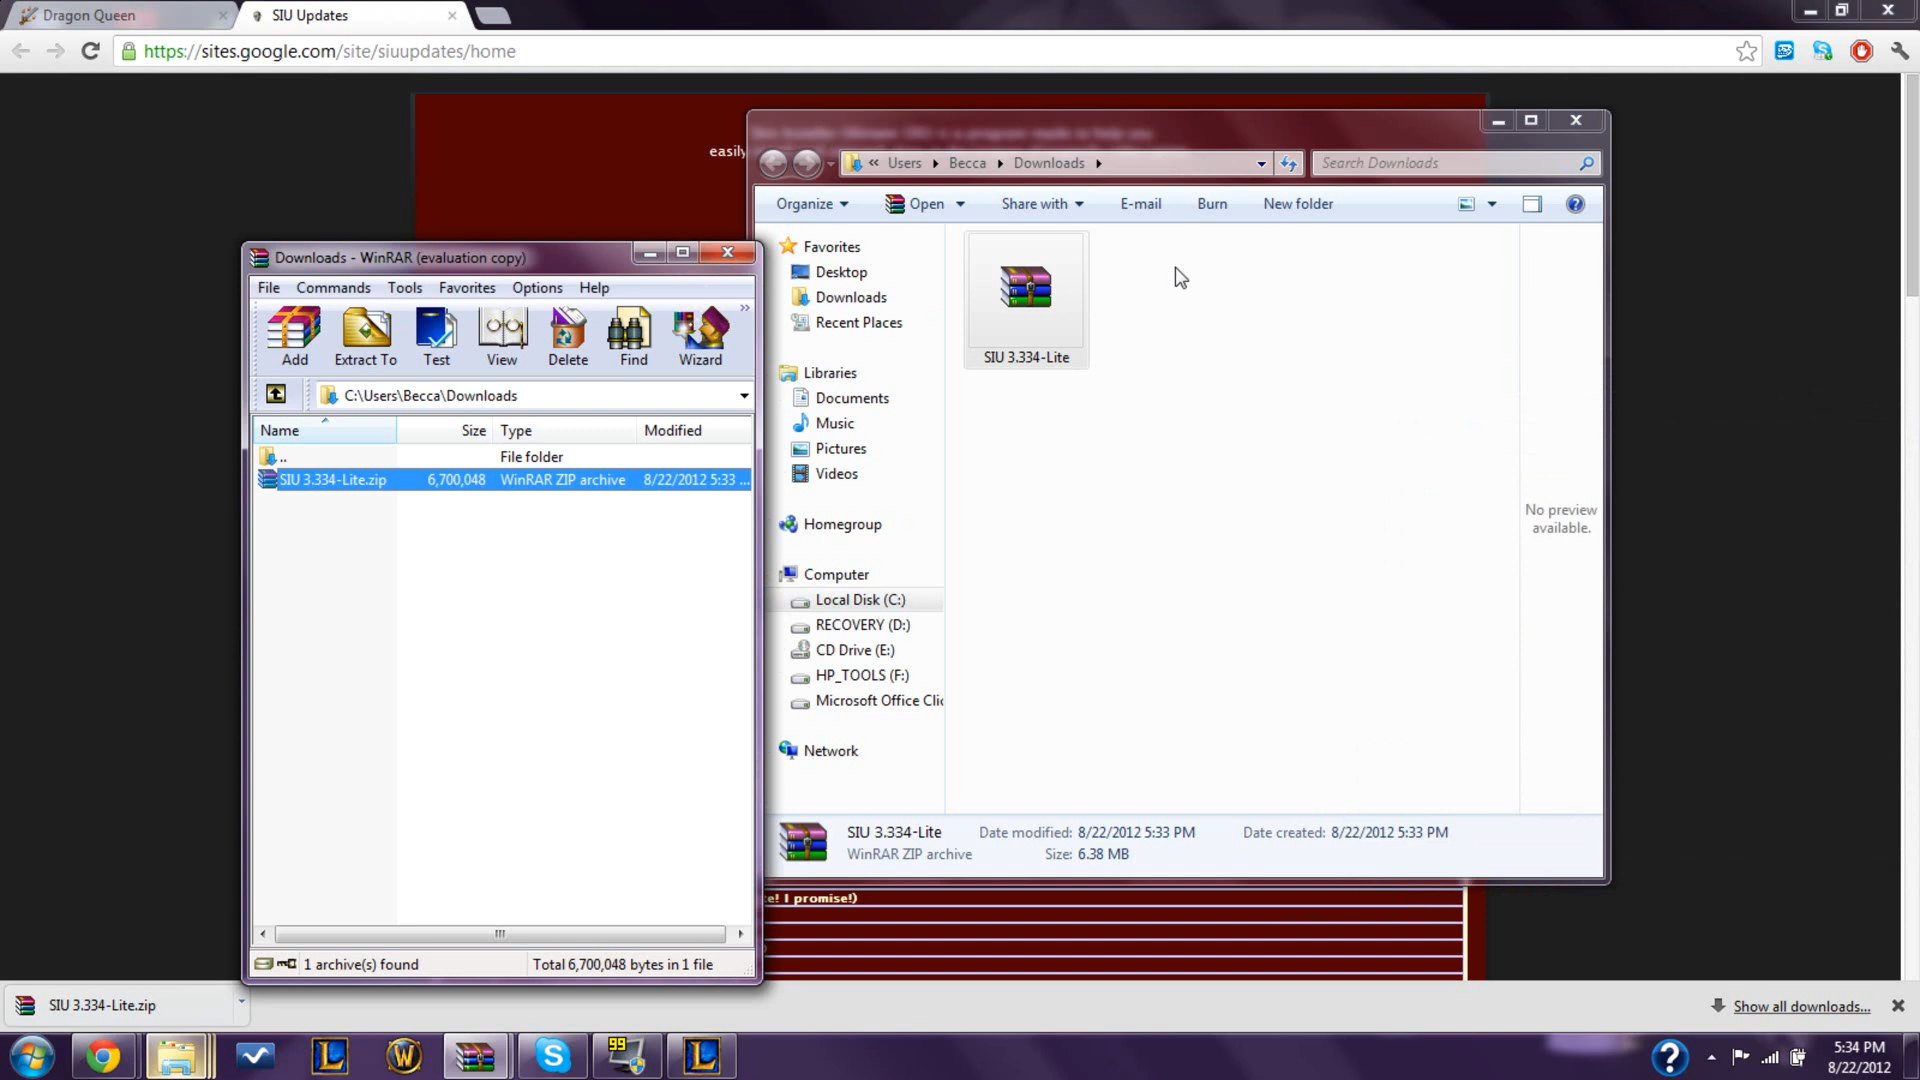 Dragon Queen
SIU Updates
https://sites.google.com/site/siuupdates/home
easily
« Users Becca Downloads
Search Downloads
Organize Open Share with E-mail Burn New folder
Favorites
Desktop
Downloads
Recent Places
Libraries
Documents
Music
Pictures
Videos
Homegroup
Computer
Local Disk (C:)
RECOVERY (D:)
CD Drive (E:)
HP_TOOLS (F:)
Microsoft Office Clic
Network
SIU 3.334-Lite
No preview
available.
SIU 3.334-Lite Date modified: 8/22/2012 5:33 PM Date created: 8/22/2012 5:33 PM
WinRAR ZIP archive Size: 6.38 MB
Downloads - WinRAR (evaluation copy)
File Commands Tools Favorites Options Help
Add Extract To Test View Delete Find Wizard
C:\Users\Becca\Downloads
Name Size Type Modified
.. File folder
SIU 3.334-Lite.zip 6,700,048 WinRAR ZIP archive 8/22/2012 5:33 ...
1 archive(s) found Total 6,700,048 bytes in 1 file
te! I promise!)
SIU 3.334-Lite.zip
Show all downloads...
99
5:34 PM
8/22/2012